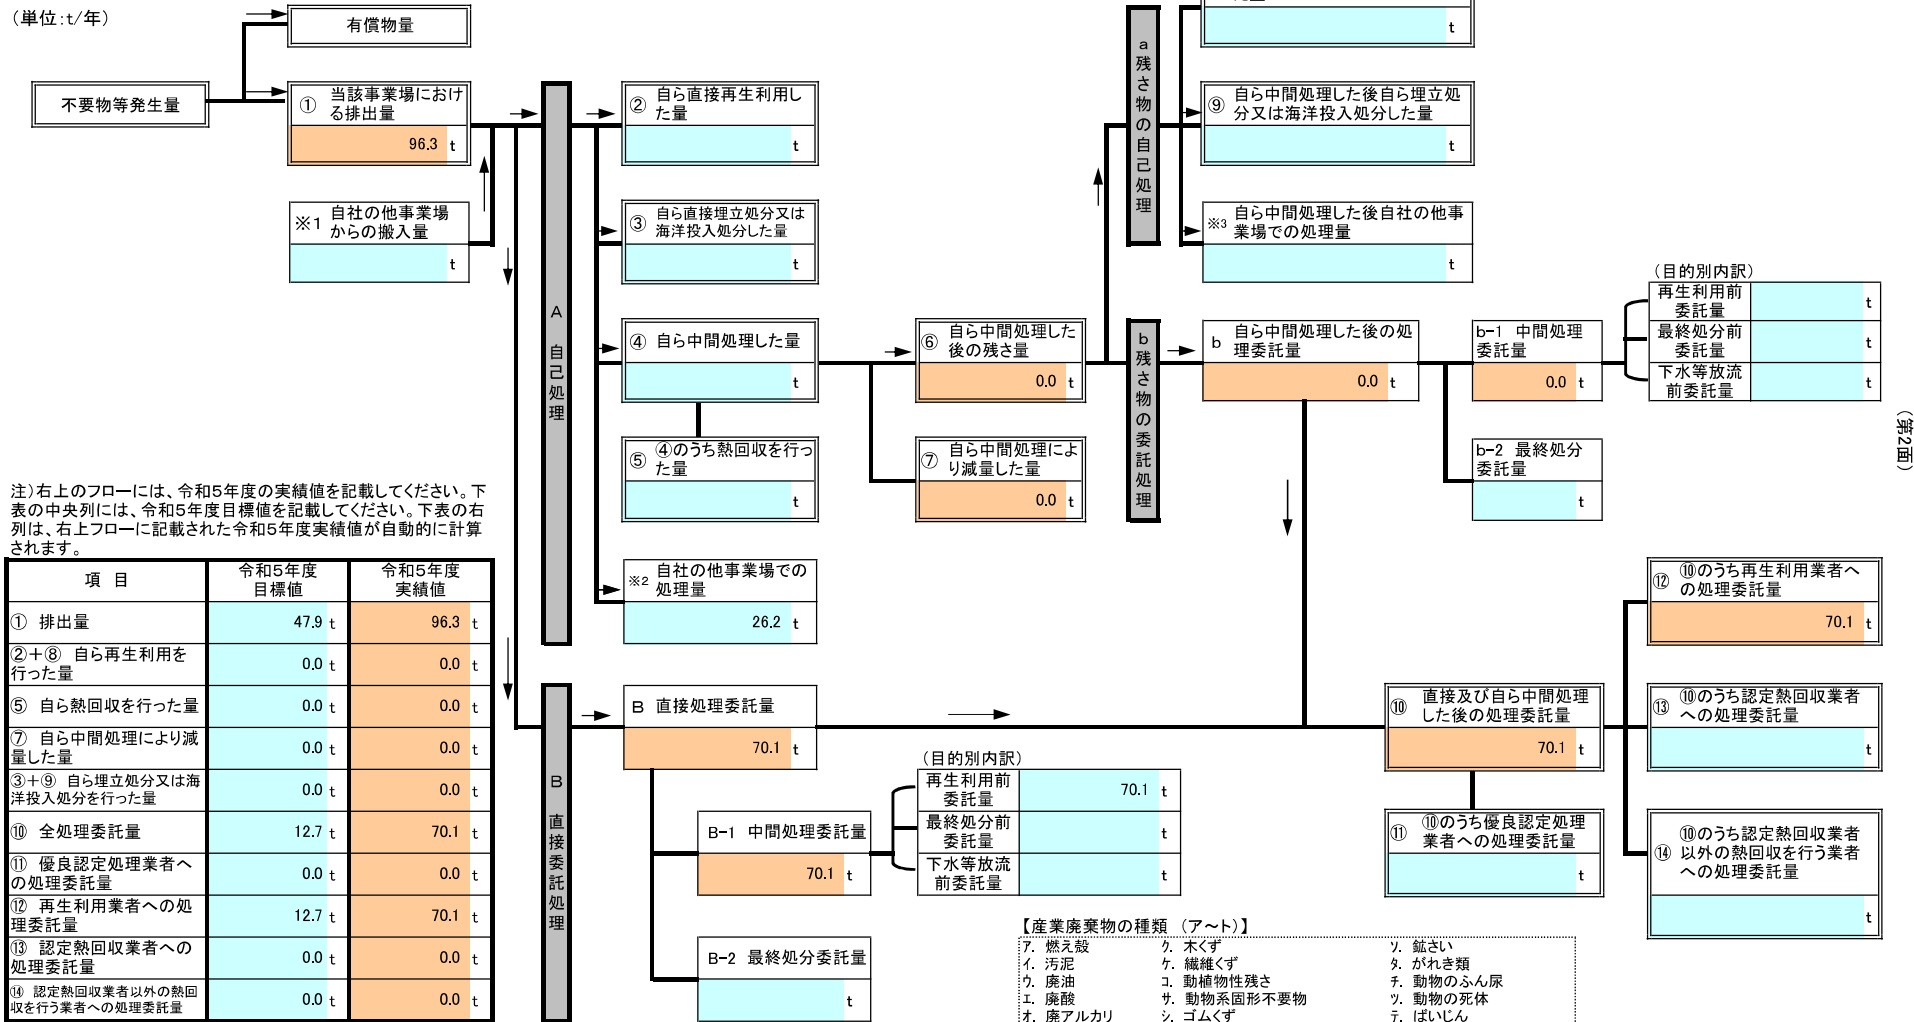 (単位:t/年)
有償物量
不要物等発生量
① 当該事業場におけ
る排出量
96.3 t
※1 自社の他事業場
からの搬入量
t
A 自己処理
② 自ら直接再生利用し
た量
t
③ 自ら直接埋立処分又は
海洋投入処分した量
t
④ 自ら中間処理した量
t
⑤ ④のうち熱回収を行っ
た量
t
※2 自社の他事業場での
処理量
26.2 t
⑥ 自ら中間処理した
後の残さ量
0.0 t
⑦ 自ら中間処理によ
り減量した量
0.0 t
a 残さ物の自己処理
t
⑨ 自ら中間処理した後自ら埋立処
分又は海洋投入処分した量
t
※3 自ら中間処理した後自社の他事
業場での処理量
t
b 残さ物の委託処理
b 自ら中間処理した後の処
理委託量
0.0 t
b-1 中間処理
委託量
0.0 t
(目的別内訳)
再生利用前
委託量 t
最終処分前
委託量 t
下水等放流
前委託量 t
b-2 最終処分
委託量
t
(第2面)
注)右上のフローには、令和5年度の実績値を記載してください。下
表の中央列には、令和5年度目標値を記載してください。下表の右
列は、右上フローに記載された令和5年度実績値が自動的に計算
されます。
項 目 令和5年度
目標値 令和5年度
実績値
① 排出量 47.9 t 96.3 t
②+⑧ 自ら再生利用を
行った量 0.0 t 0.0 t
⑤ 自ら熱回収を行った量 0.0 t 0.0 t
⑦ 自ら中間処理により減
量した量 0.0 t 0.0 t
③+⑨ 自ら埋立処分又は海
洋投入処分を行った量 0.0 t 0.0 t
⑩ 全処理委託量 12.7 t 70.1 t
⑪ 優良認定処理業者へ
の処理委託量 0.0 t 0.0 t
⑫ 再生利用業者への処
理委託量 12.7 t 70.1 t
⑬ 認定熱回収業者への
処理委託量 0.0 t 0.0 t
⑭ 認定熱回収業者以外の熱回
収を行う業者への処理委託量 0.0 t 0.0 t
B 直接委託処理
B 直接処理委託量
70.1 t
B-1 中間処理委託量
70.1 t
(目的別内訳)
再生利用前
委託量 70.1 t
最終処分前
委託量 t
下水等放流
前委託量 t
B-2 最終処分委託量
t
⑩ 直接及び自ら中間処理
した後の処理委託量
70.1 t
⑪ ⑩のうち優良認定処理
業者への処理委託量
t
⑫ ⑩のうち再生利用業者へ
の処理委託量
70.1 t
⑬ ⑩のうち認定熱回収業者
への処理委託量
t
⑭ ⑩のうち認定熱回収業者
以外の熱回収を行う業者
への処理委託量
t
【産業廃棄物の種類 (ア~ト)】
ア. 燃え殻 ク. 木くず ソ. 鉱さい
イ. 汚泥 ケ. 繊維くず タ. がれき類
ウ. 廃油 コ. 動植物性残さ チ. 動物のふん尿
エ. 廃酸 サ. 動物系固形不要物 ツ. 動物の死体
オ. 廃アルカリ シ. ゴムくず テ. ばいじん